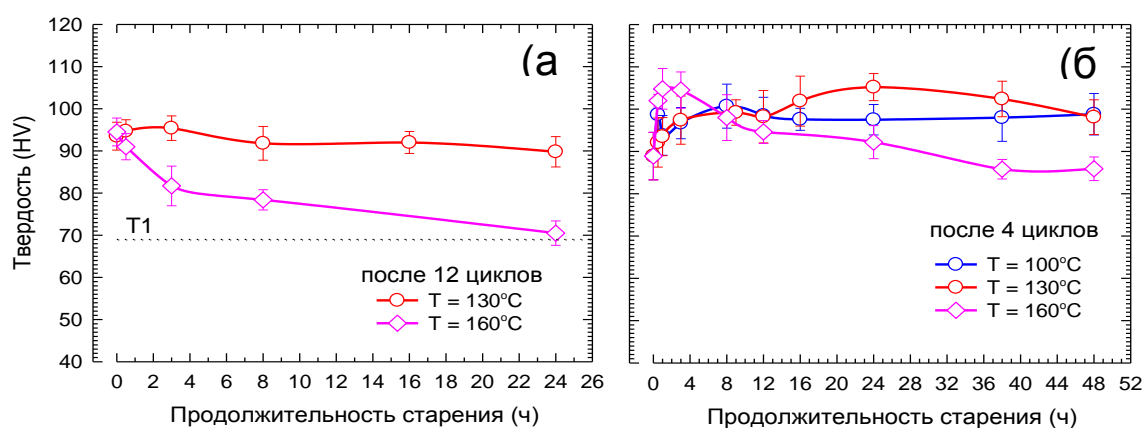 120
110
100
90
80
70
60
50
40
Твердость (HV)
(а
T1
после 12 циклов
T = 130°C
T = 160°C
0 2 4 6 8 10 12 14 16 18 20 22 24 26
Продолжительность старения (ч)
(б
после 4 циклов
T = 100°C
T = 130°C
T = 160°C
0 4 8 12 16 20 24 28 32 36 40 44 48 52
Продолжительность старения (ч)